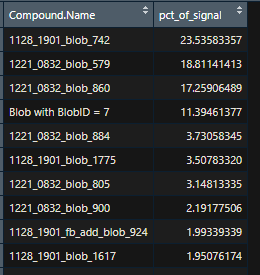 Compound.Name pct_of_signal
1128_1901_blob_742 23.53583357
1221_0832_blob_579 18.81141413
1221_0832_blob_860 17.25906489
Blob with BlobID = 7 11.39461377
1221_0832_blob_884 3.73058345
1128_1901_blob_1775 3.50783320
1221_0832_blob_805 3.14813335
1221_0832_blob_900 2.19177506
1128_1901_fb_add_blob_924 1.99339339
1128_1901_blob_1617 1.95076174